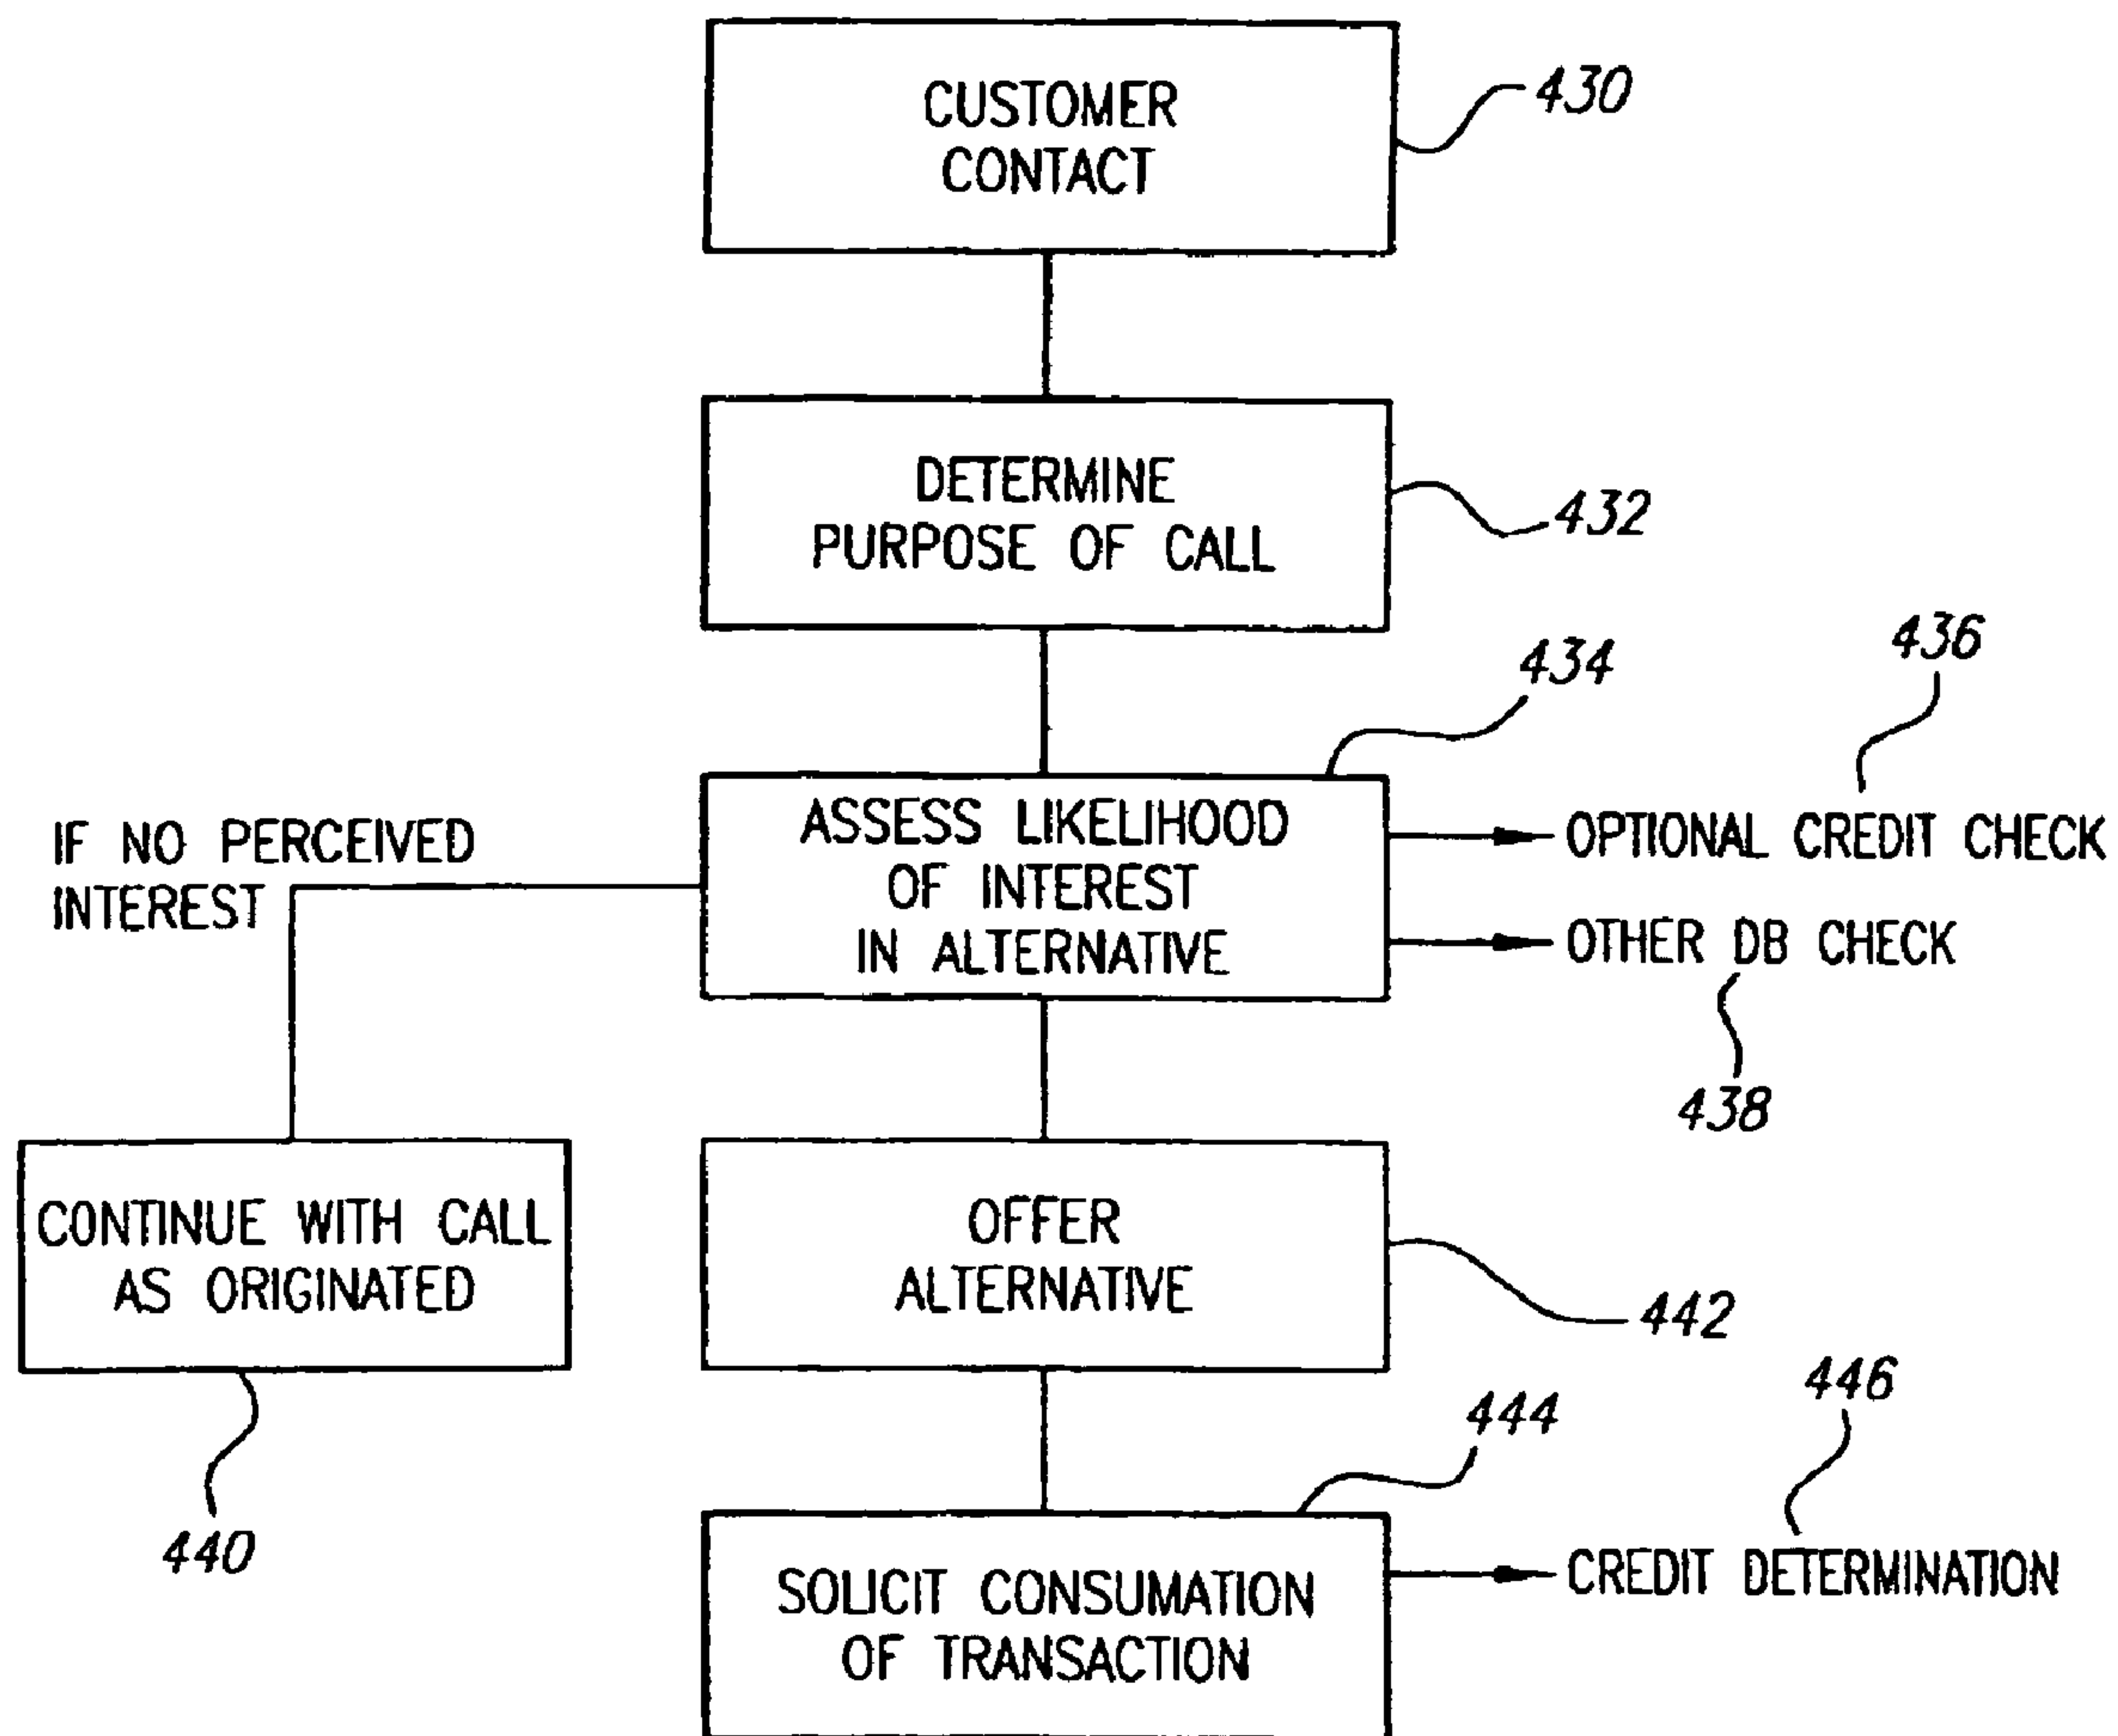 CUSTOMER
CONTACT
430
DETERMINE
PURPOSE OF CALL
432
434
436
IF NO PERCEIVED
INTEREST
ASSESS LIKELIHOOD
OF INTEREST
IN ALTERNATIVE
OPTIONAL CREDIT CHECK
OTHER DB CHECK
438
CONTINUE WITH CALL
AS ORIGINATED
440
OFFER
ALTERNATIVE
442
444
446
SOLICIT CONSUMATION
OF TRANSACTION
CREDIT DETERMINATION